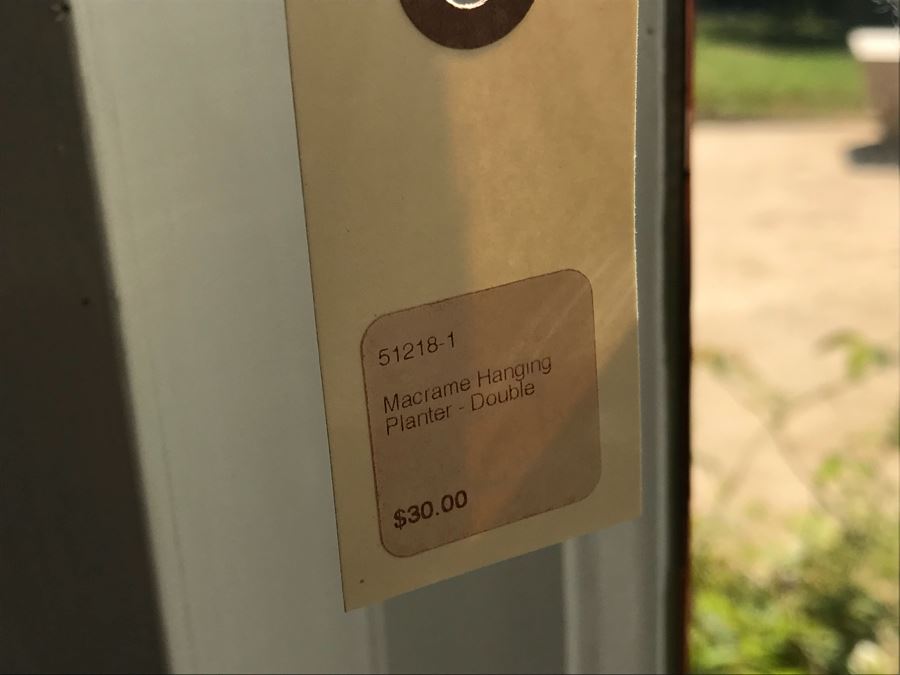 51218-1
Macrame Hanging
Planter - Double
$30.00